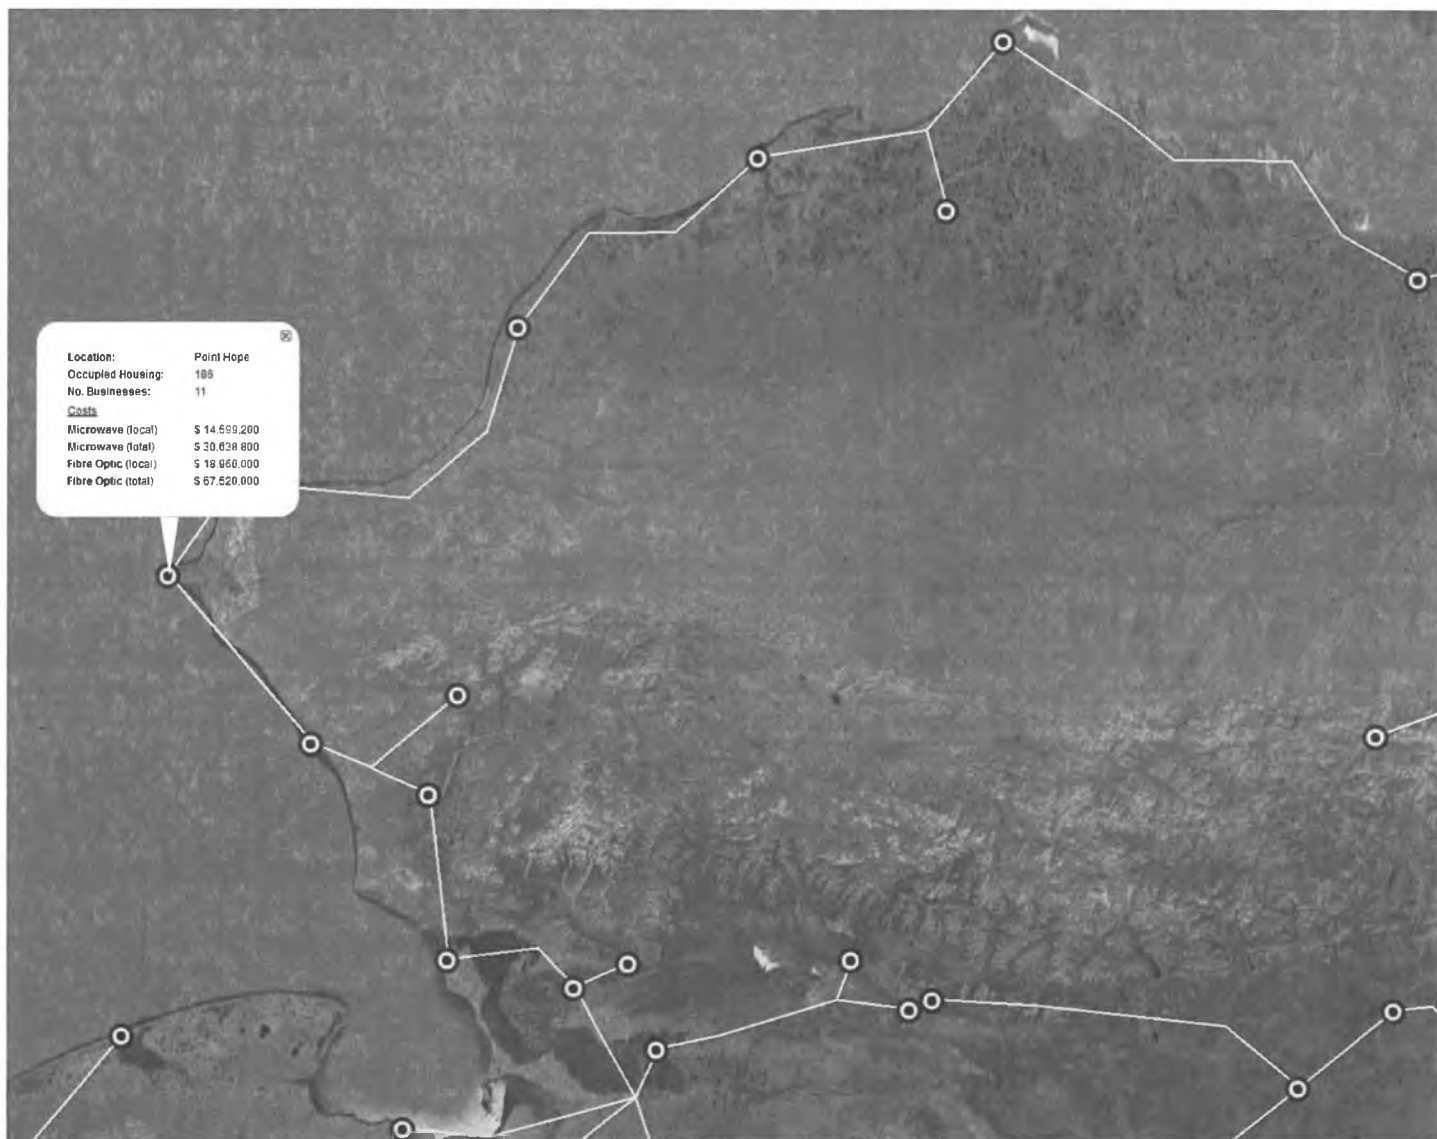 Location: Point Hope
Occupied Housing: 186
No. Businesses: 11
Costs
Microwave (local) $ 14,599,200
Microwave (total) $ 30,638,800
Fibre Optic (local) $ 18,960,000
Fibre Optic (total) $ 67,520,000